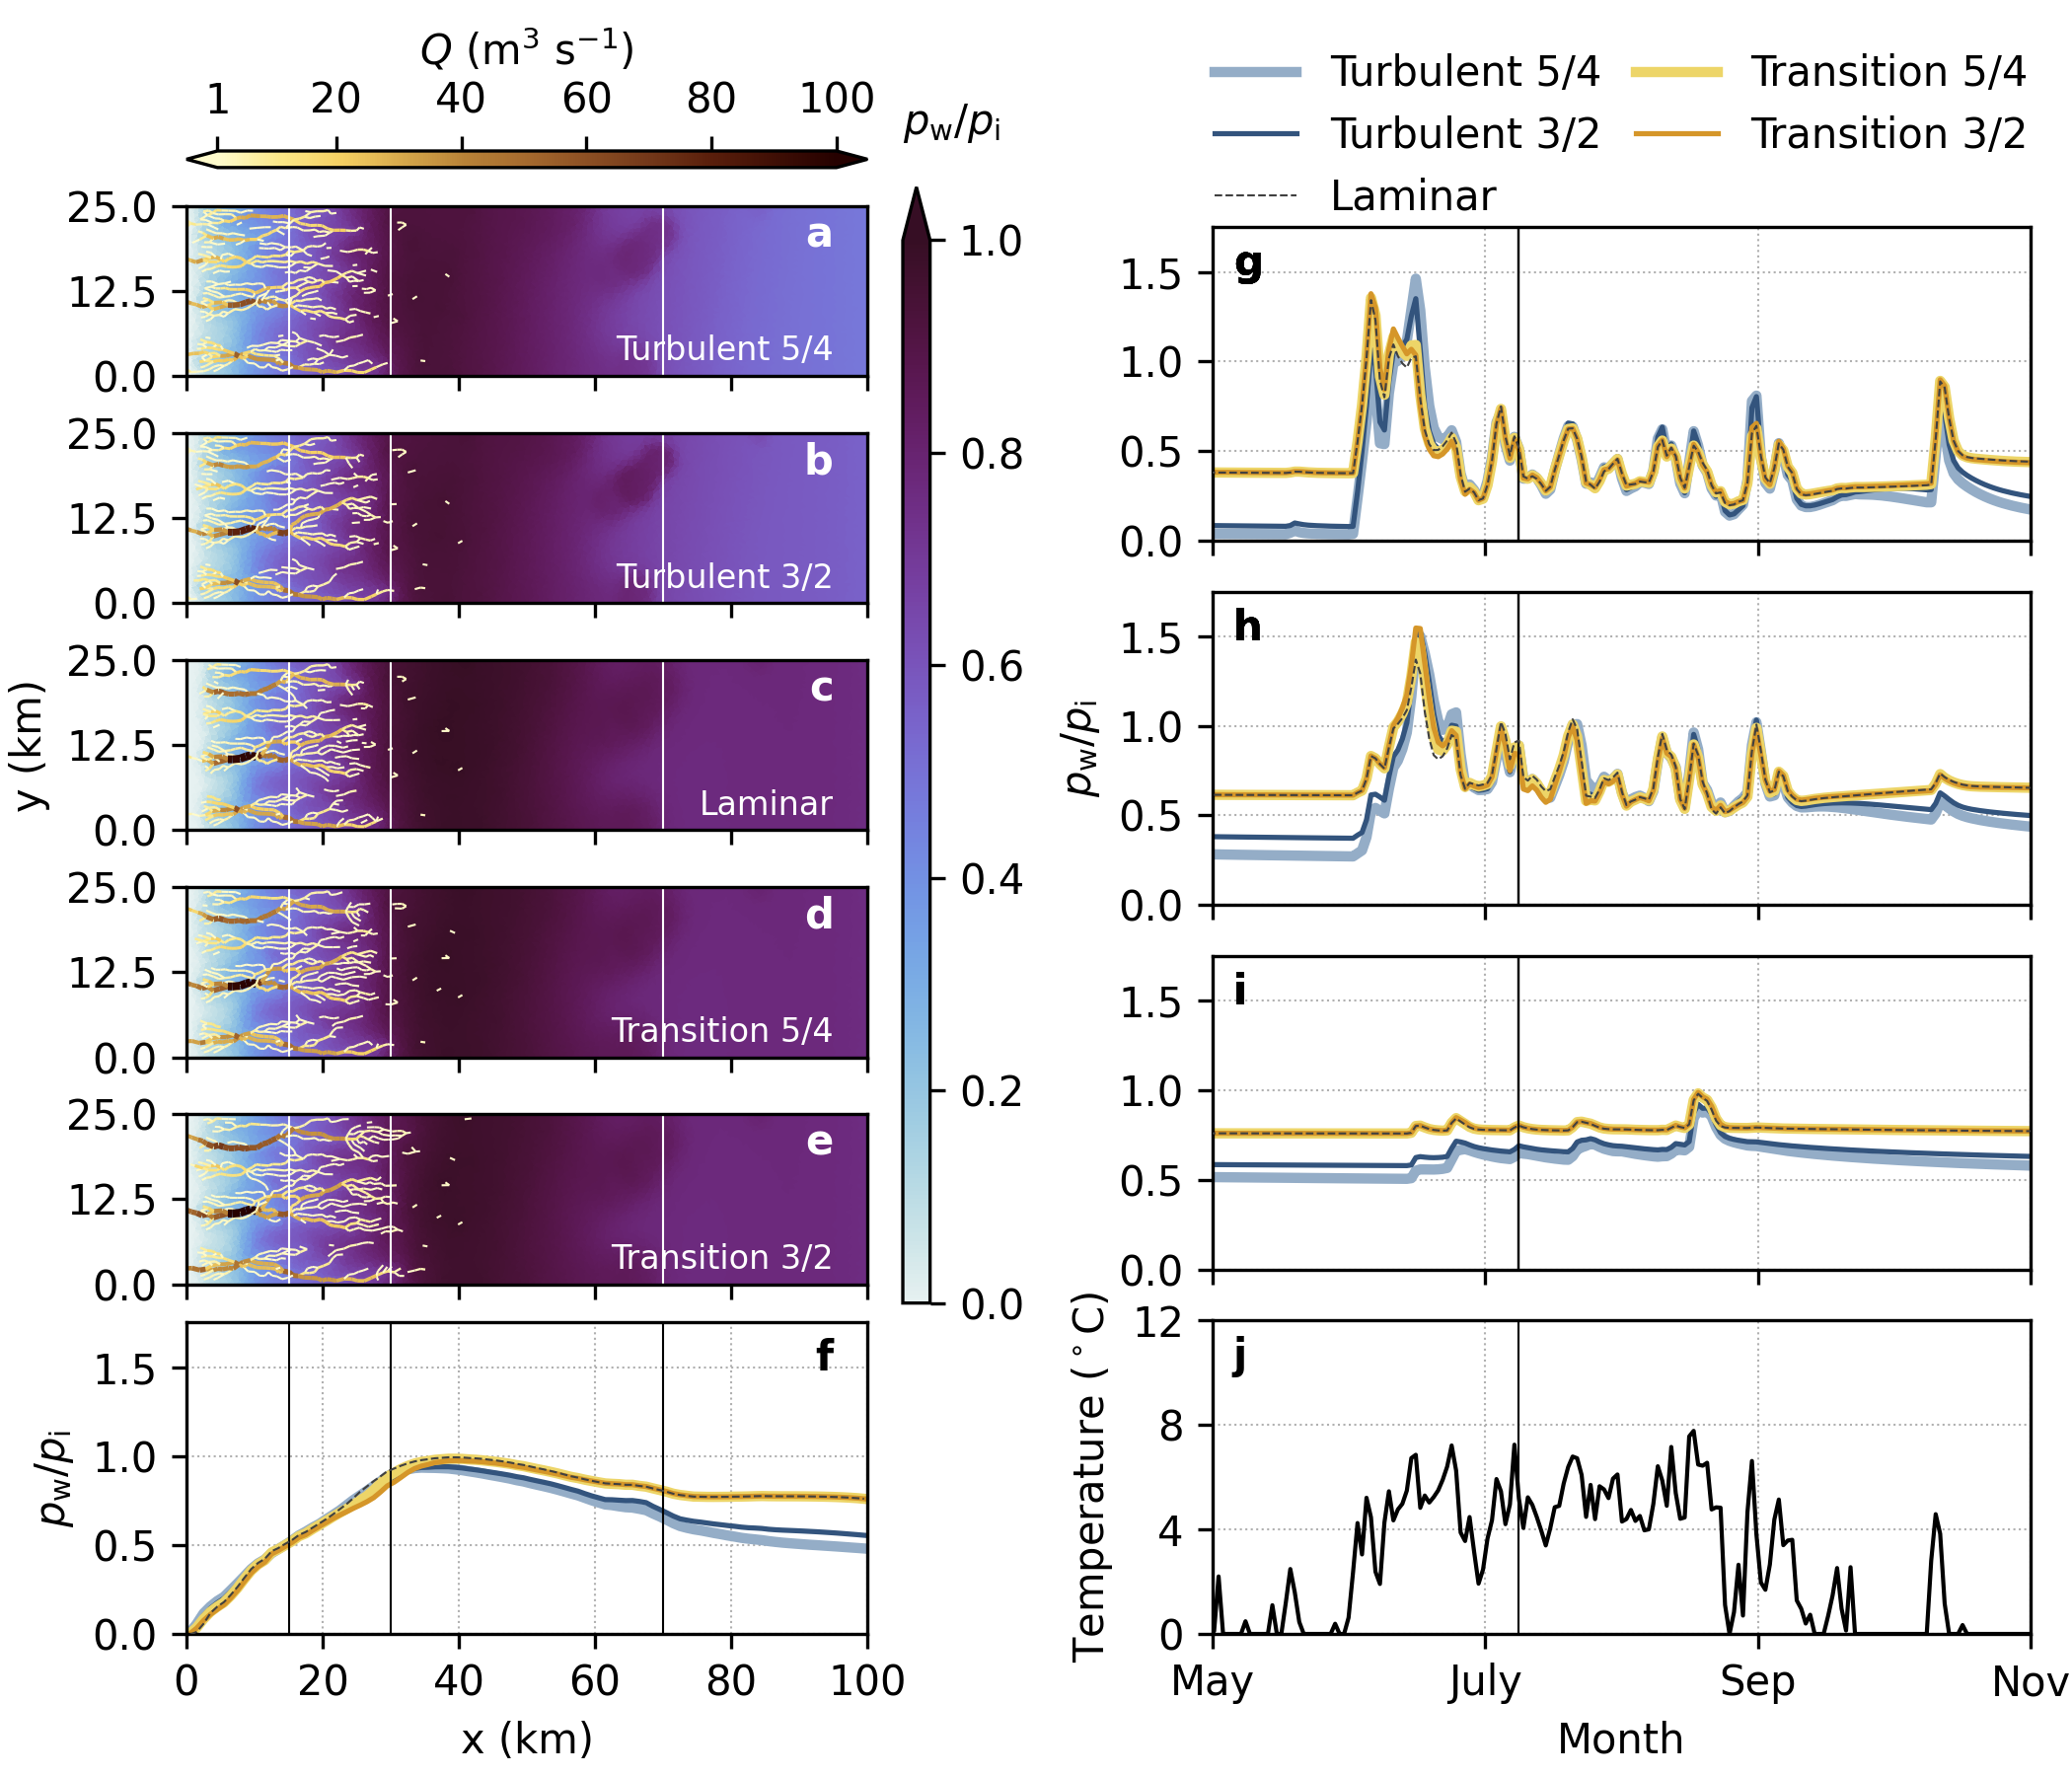 Q (m³ s⁻¹)
1 20 40 60 80 100
p_w/p_i
1.0
0.8
0.6
0.4
0.2
0.0
25.0
12.5
0.0
a
Turbulent 5/4
25.0
12.5
0.0
b
Turbulent 3/2
25.0
12.5
0.0
c
Laminar
y (km)
25.0
12.5
0.0
d
Transition 5/4
25.0
12.5
0.0
e
Transition 3/2
f
p_w/p_i
1.5
1.0
0.5
0.0
0 20 40 60 80 100
x (km)
Turbulent 5/4 Transition 5/4
Turbulent 3/2 Transition 3/2
Laminar
g
1.5
1.0
0.5
0.0
h
p_w/p_i
1.5
1.0
0.5
0.0
i
1.5
1.0
0.5
0.0
j
Temperature (°C)
12
8
4
0
May July Sep Nov
Month